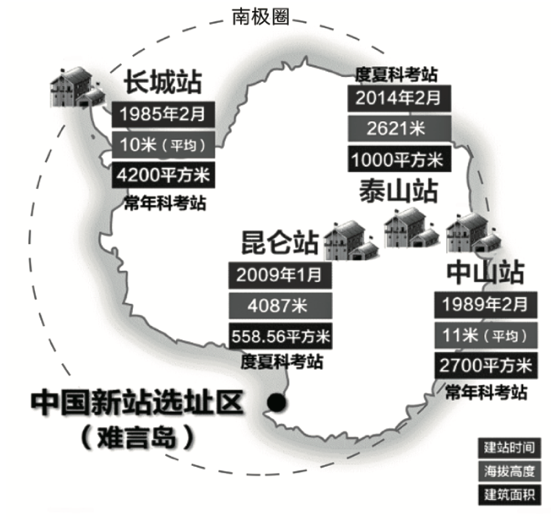 南极圈
长城站
1985年2月
10米（平均）
4200平方米
常年科考站
度夏科考站
2014年2月
2621米
1000平方米
泰山站
昆仑站
2009年1月
4087米
558.56平方米
度夏科考站
中山站
1989年2月
11米（平均）
2700平方米
常年科考站
中国新站选址区
（难言岛）
建站时间
海拔高度
建筑面积